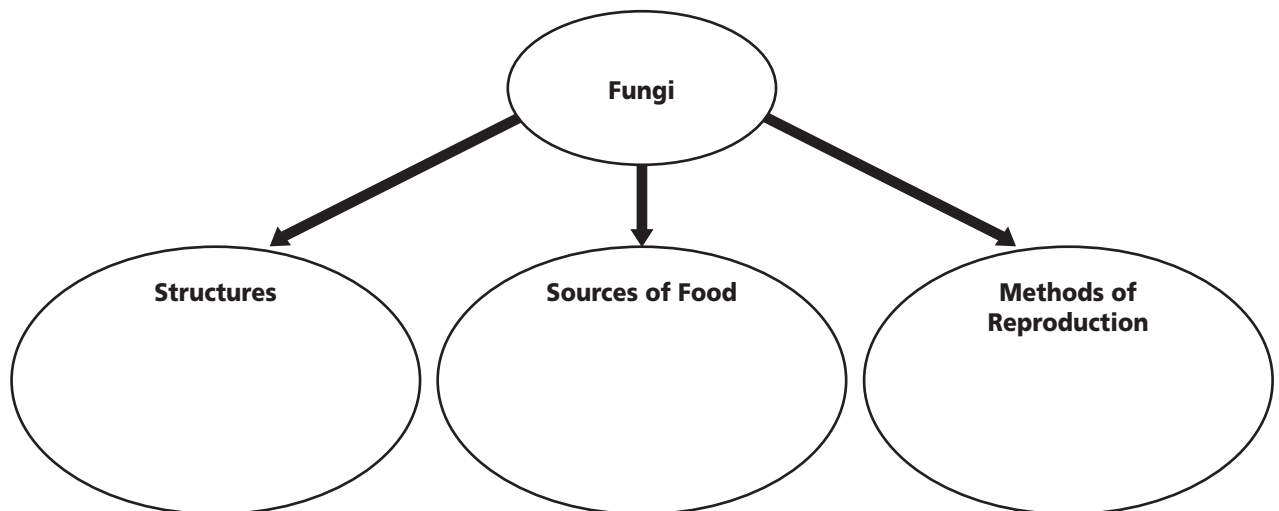 Fungi
Structures
Sources of Food
Methods of
Reproduction